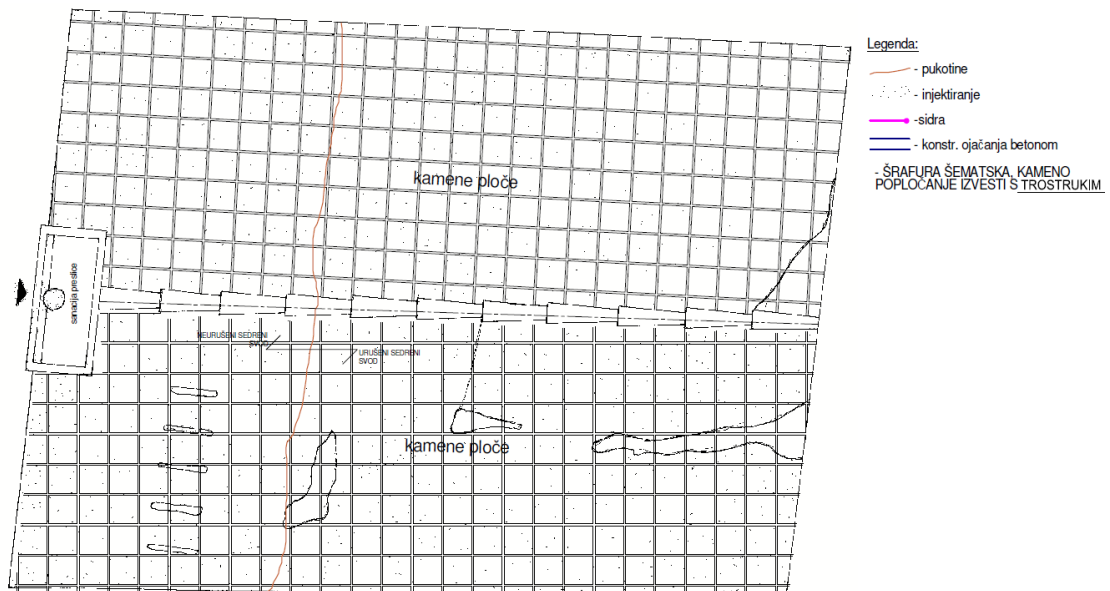 Legenda:
- pukotine
- injektiranje
-sidra
- konstr. ojačanja betonom
- ŠRAFURA ŠEMATSKA, KAMENO
POPLOČANJE IZVESTI S TROSTRUKIM
kamene ploče
sanacija prestice
NEURUŠENI SEDRENI
SVOD
URUŠENI SEDRENI
SVOD
kamene ploče